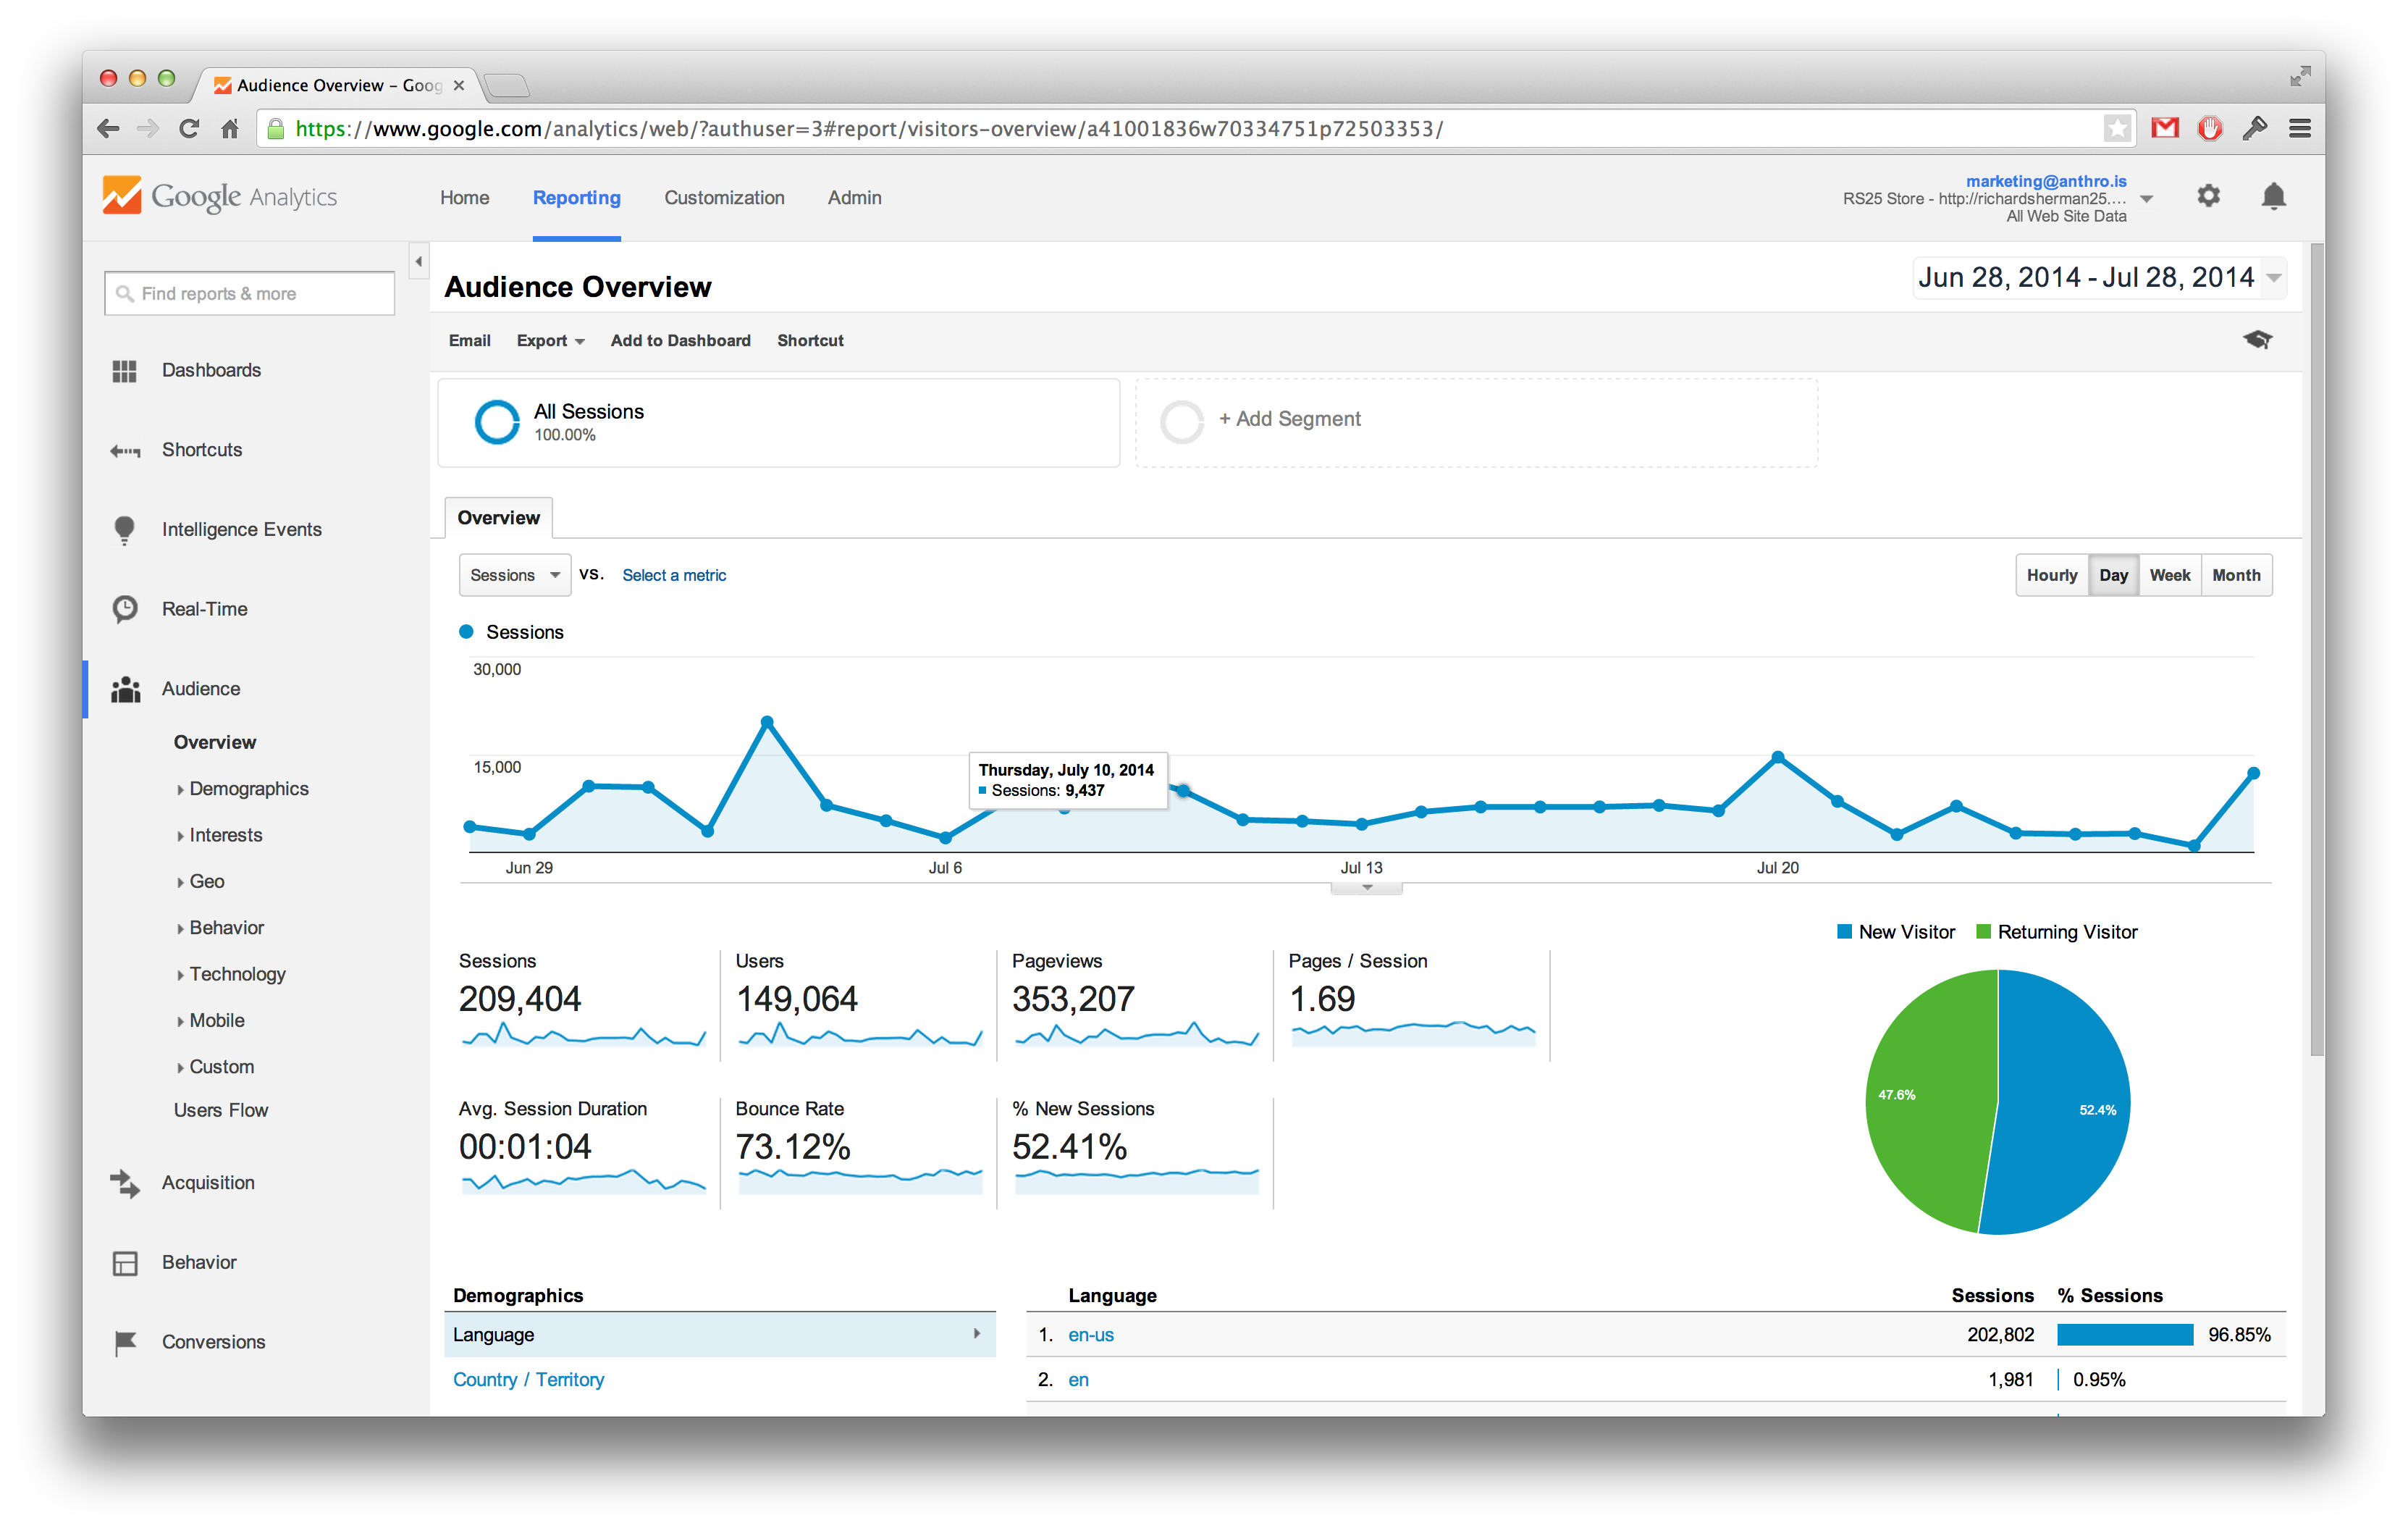 Audience Overview – Goog
https://www.google.com/analytics/web/?authuser=3#report/visitors-overview/a41001836w70334751p72503353/
Google Analytics
Home Reporting Customization Admin
marketing@anthro.is
RS25 Store - http://richardsherman25....
All Web Site Data
Find reports & more
Dashboards
Shortcuts
Intelligence Events
Real-Time
Audience
Overview
Demographics
Interests
Geo
Behavior
Technology
Mobile
Custom
Users Flow
Acquisition
Behavior
Conversions
Audience Overview
Jun 28, 2014 - Jul 28, 2014
Email Export Add to Dashboard Shortcut
All Sessions
100.00%
+ Add Segment
Overview
Sessions VS. Select a metric
Hourly Day Week Month
Sessions
30,000
15,000
Thursday, July 10, 2014
Sessions: 9,437
Jun 29 Jul 6 Jul 13 Jul 20
New Visitor Returning Visitor
47.6%
52.4%
Sessions
209,404
Users
149,064
Pageviews
353,207
Pages / Session
1.69
Avg. Session Duration
00:01:04
Bounce Rate
73.12%
% New Sessions
52.41%
Demographics
Language
Country / Territory
Language Sessions % Sessions
1. en-us 202,802 96.85%
2. en 1,981 0.95%